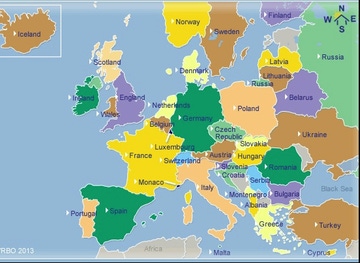 Iceland
Norway
Sweden
Finland
N
W E
S
Russia
Scotland
Denmark
Latvia
Lithuania
Russia
Ireland
England
Wales
Netherlands
Belarus
Poland
Belgium
Germany
Luxembourg
Czech
Republic
Ukraine
Slovakia
France
Switzerland
Austria
Hungary
Slovenia
Croatia
Romania
Monaco
Serbia
Italy
Montenegro
Bulgaria
Black Sea
Albania
Portugal
Spain
Greece
Turkey
Africa
Malta
Cyprus
VRBO 2013